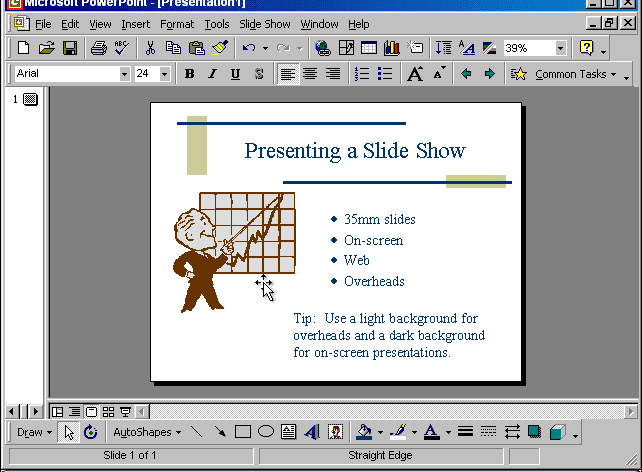 Microsoft PowerPoint - [Presentation1]
File Edit View Insert Format Tools Slide Show Window Help
ABC 39% ?
Arial 24 B I U S A A Common Tasks
1
Presenting a Slide Show
35mm slides
On-screen
Web
Overheads
Tip: Use a light background for
overheads and a dark background
for on-screen presentations.
Draw AutoShapes A A
Slide 1 of 1 Straight Edge